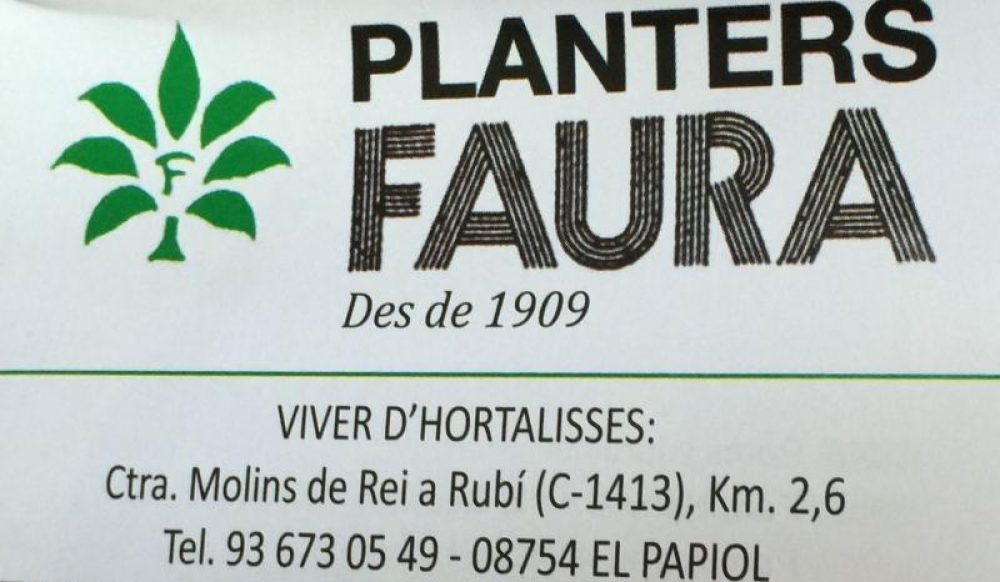 PLANTERS
F
FAURA
Des de 1909
VIVER D'HORTALISSES:
Ctra. Molins de Rei a Rubí (C-1413), Km. 2,6
Tel. 93 673 05 49 - 08754 EL PAPIOL